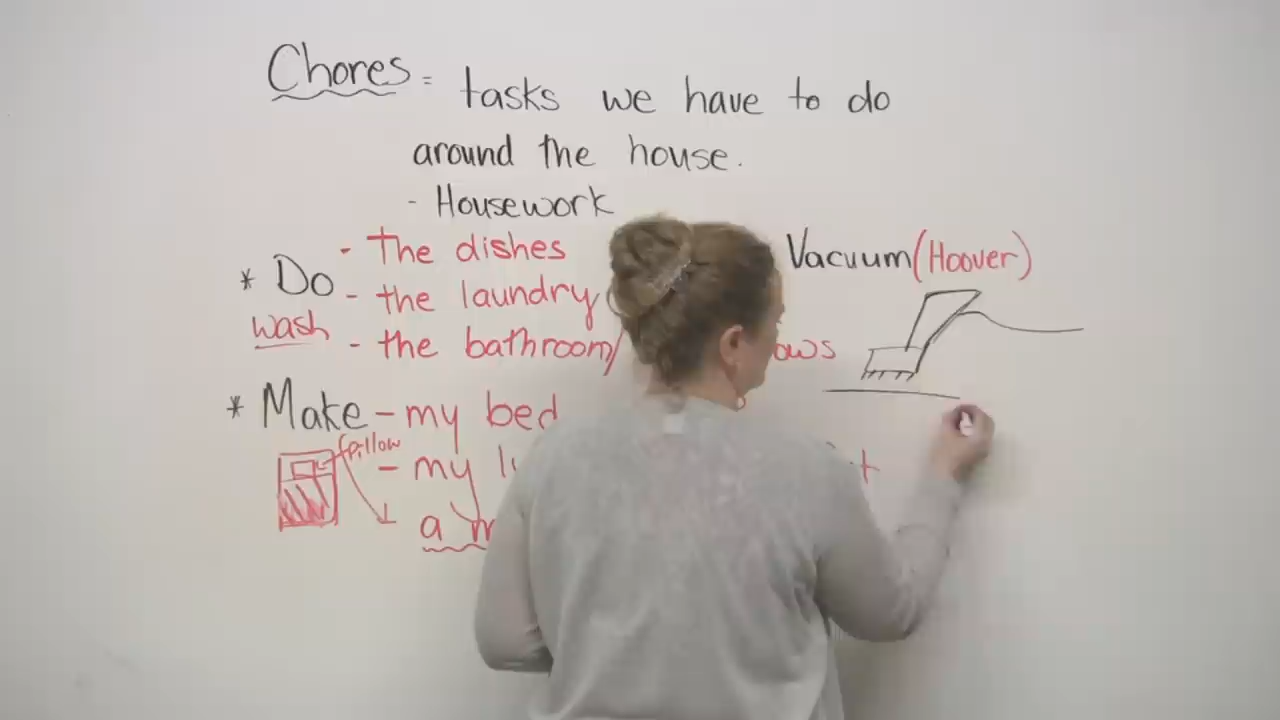 Chores = tasks we have to do
around the house.
- Housework
* Do - The dishes
wash - the laundry
- the bathroom/
Vacuum (Hoover)
* Make - my bed
pillow
- my
a